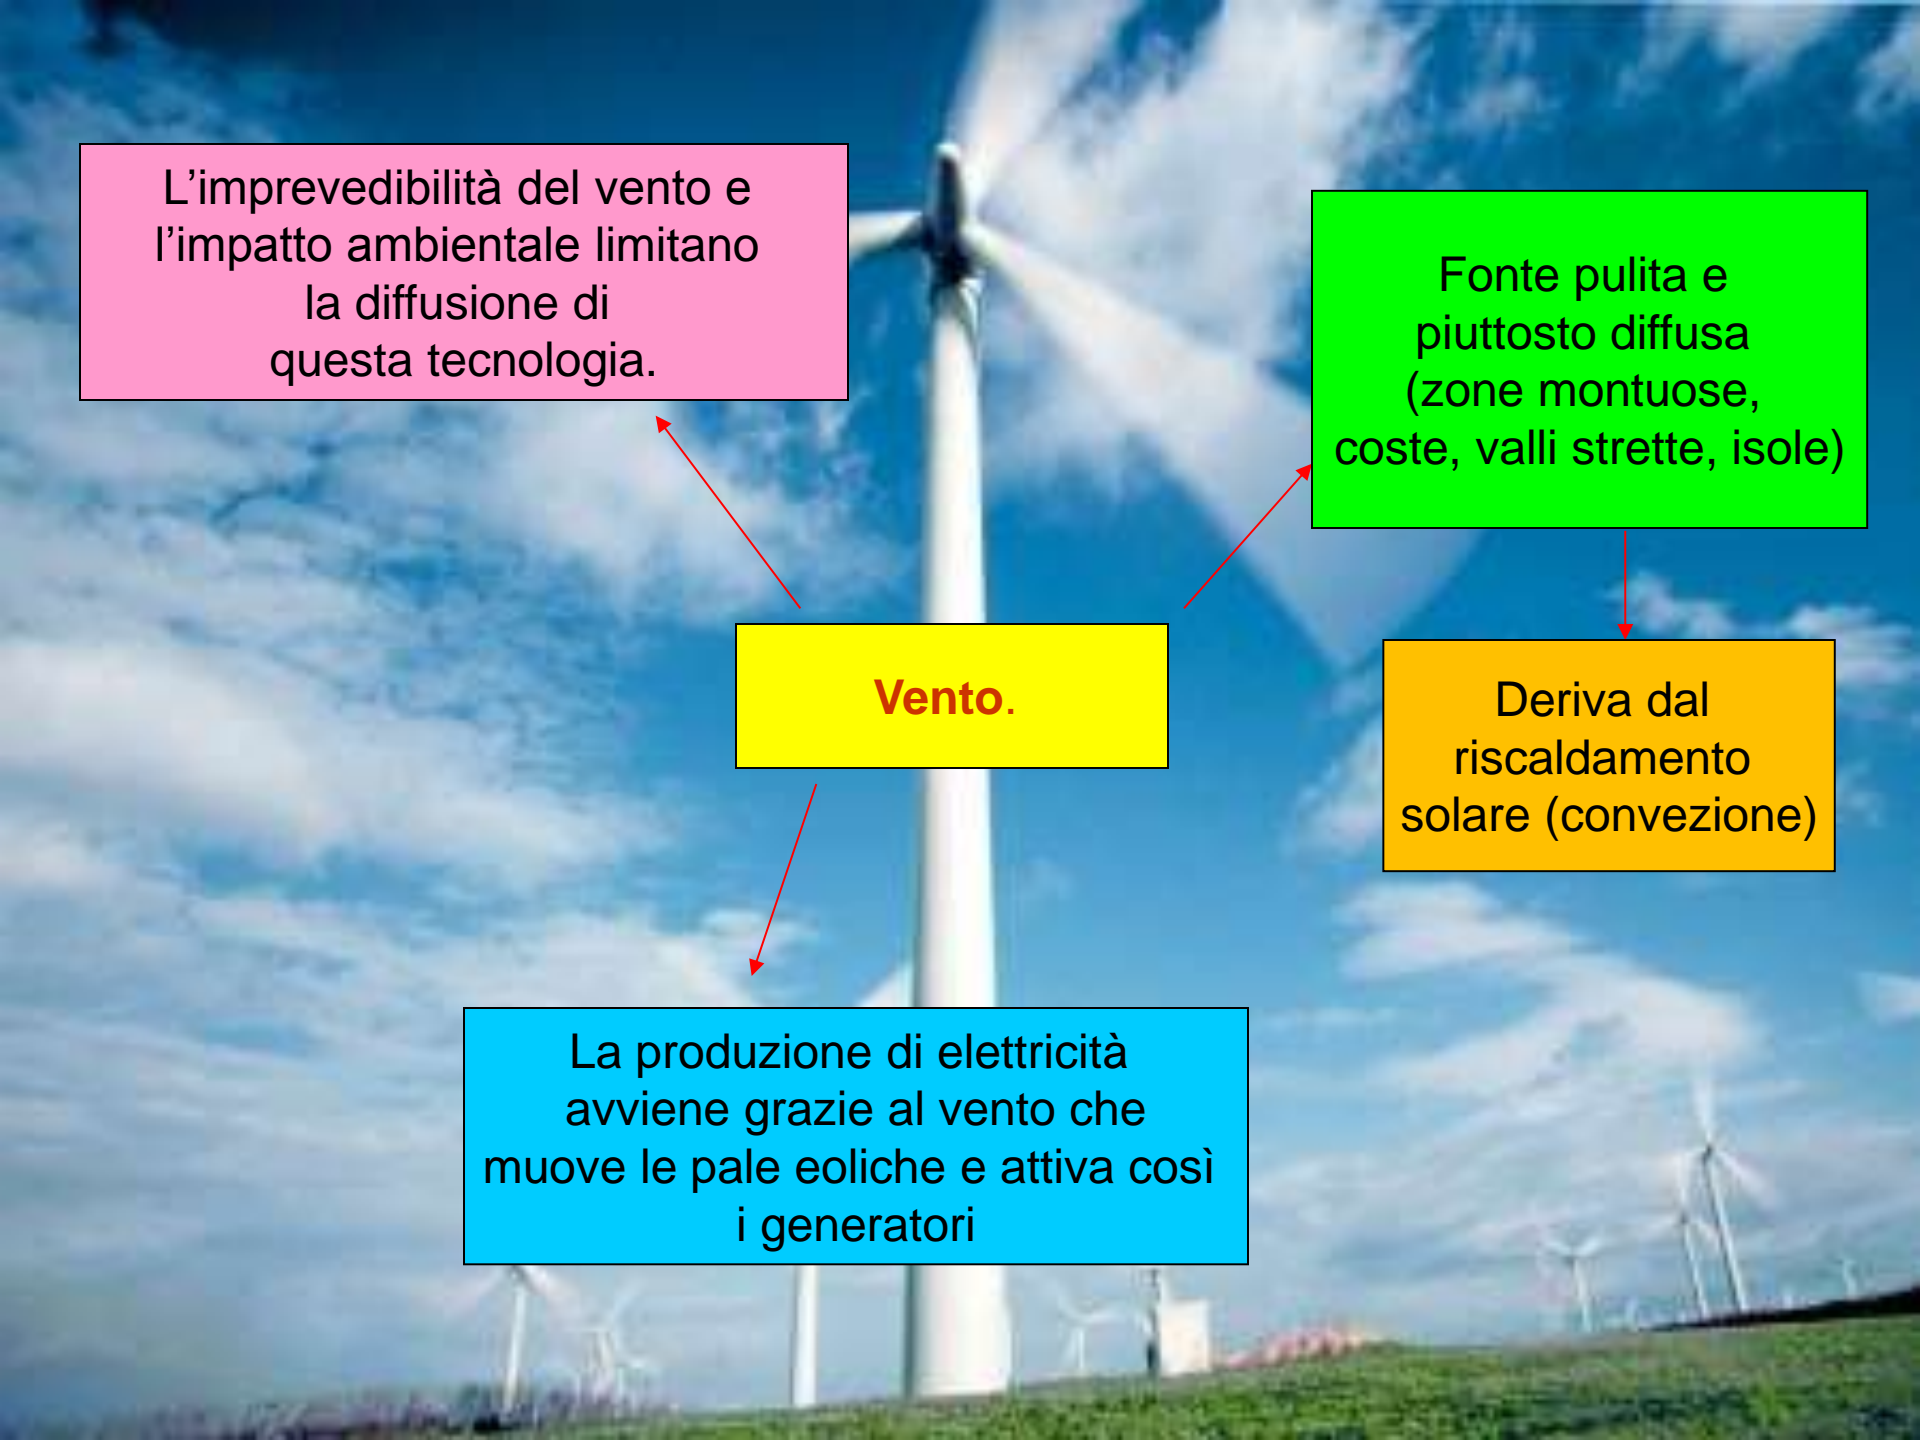 L’imprevedibilità del vento e
l’impatto ambientale limitano
la diffusione di
questa tecnologia.
Fonte pulita e
piuttosto diffusa
(zone montuose,
coste, valli strette, isole)
Vento.
Deriva dal
riscaldamento
solare (convezione)
La produzione di elettricità
avviene grazie al vento che
muove le pale eoliche e attiva così
i generatori